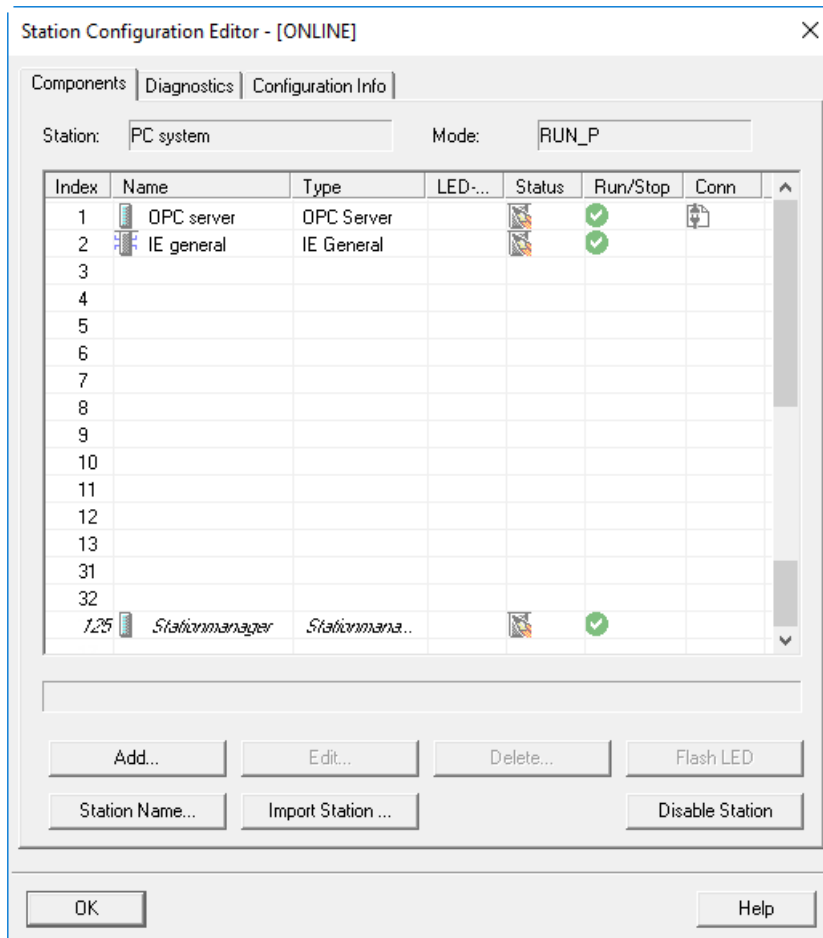 Station Configuration Editor - [ONLINE]
Components Diagnostics Configuration Info
Station: PC system Mode: RUN_P
Index Name Type LED-... Status Run/Stop Conn
1 OPC server OPC Server
2 IE general IE General
3
4
5
6
7
8
9
10
11
12
13
31
32
125 Stationmanager Stationmana...
Add... Edit... Delete... Flash LED
Station Name... Import Station ... Disable Station
OK Help